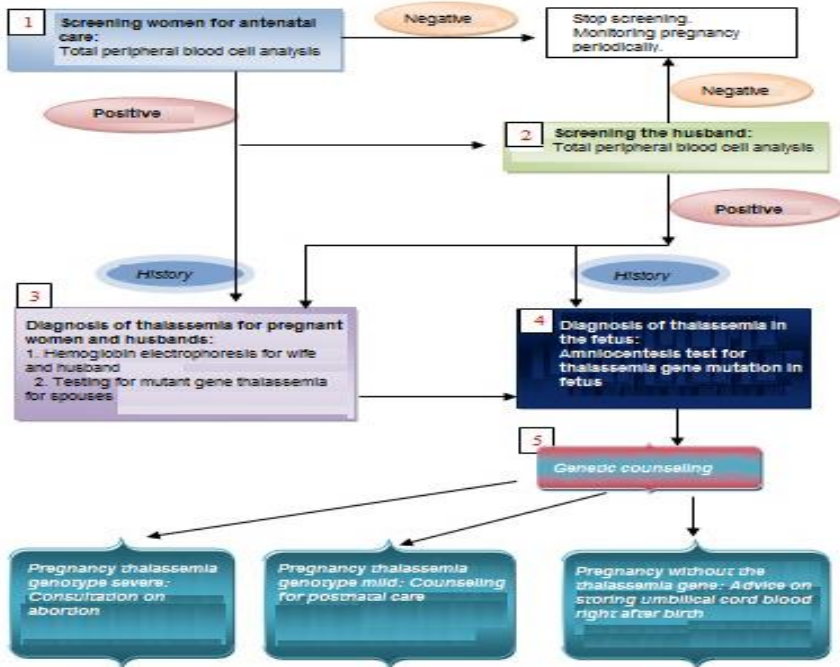 1
Screening women for antenatal
care:
Total peripheral blood cell analysis
Negative
Stop screening.
Monitoring pregnancy
periodically.
Positive
Negative
2
Screening the husband:
Total peripheral blood cell analysis
Positive
History
History
3
Diagnosis of thalassemia for pregnant
women and husbands:
1. Hemoglobin electrophoresis for wife
and husband
2. Testing for mutant gene thalassemia
for spouses
4
Diagnosis of thalassemia in
the fetus:
Amniocentesis test for
thalassemia gene mutation in
fetus
5
Genetic counseling
Pregnancy thalassemia
genotype severe:
Consultation on
abortion
Pregnancy thalassemia
genotype mild: Counseling
for postnatal care
Pregnancy without the
thalassemia gene: Advice on
storing umbilical cord blood
right after birth